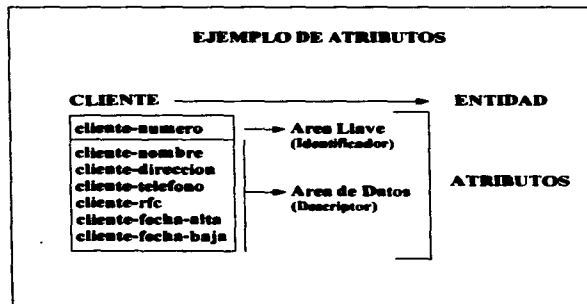 EJEMPLO DE ATRIBUTOS
CLIENTE ENTIDAD
cliente-numero
Area Llave
(Identificador)
cliente-nombre
cliente-direccion
cliente-telefono
cliente-rfc
cliente-fecha-alta
cliente-fecha-baja
Area de Datos
(Descriptor)
ATRIBUTOS